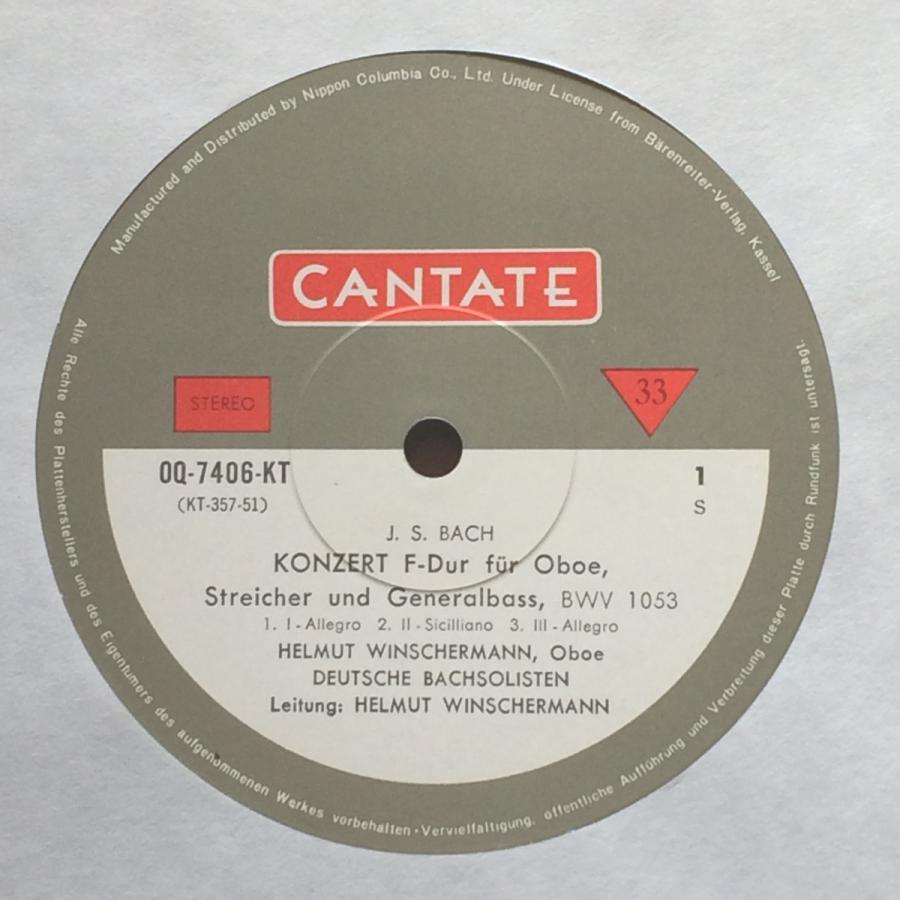 Manufactured and Distributed by Nippon Columbia Co., Ltd. Under License from Bärenreiter-Verlag, Kassel
CANTATE
STEREO
33
OQ-7406-KT
(KT-357-51)
1
S
J. S. BACH
KONZERT F-Dur für Oboe,
Streicher und Generalbass, BWV 1053
1. I - Allegro 2. II - Sicilliano 3. III - Allegro
HELMUT WINSCHERMANN, Oboe
DEUTSCHE BACHSOLISTEN
Leitung: HELMUT WINSCHERMANN
Alle Rechte des Plattenherstellers und des Eigentümers des aufgenommenen Werkes vorbehalten · Vervielfältigung, öffentliche Aufführung und Verbreitung dieser Platte durch Rundfunk ist untersagt.